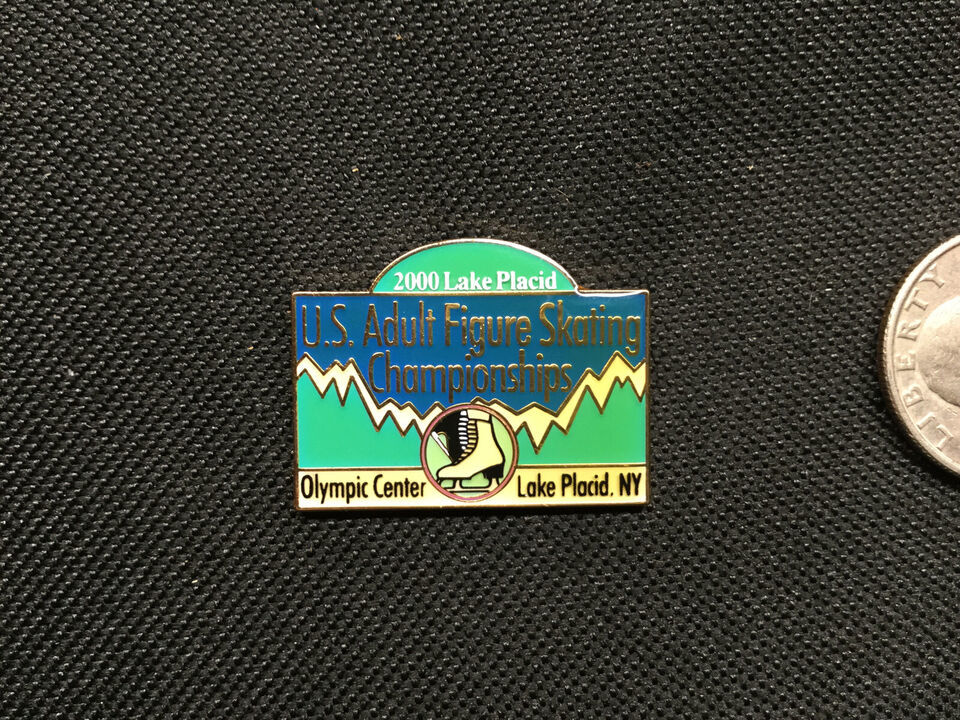 2000 Lake Placid
U.S. Adult Figure Skating
Championships
Olympic Center
Lake Placid, NY
LIBERTY